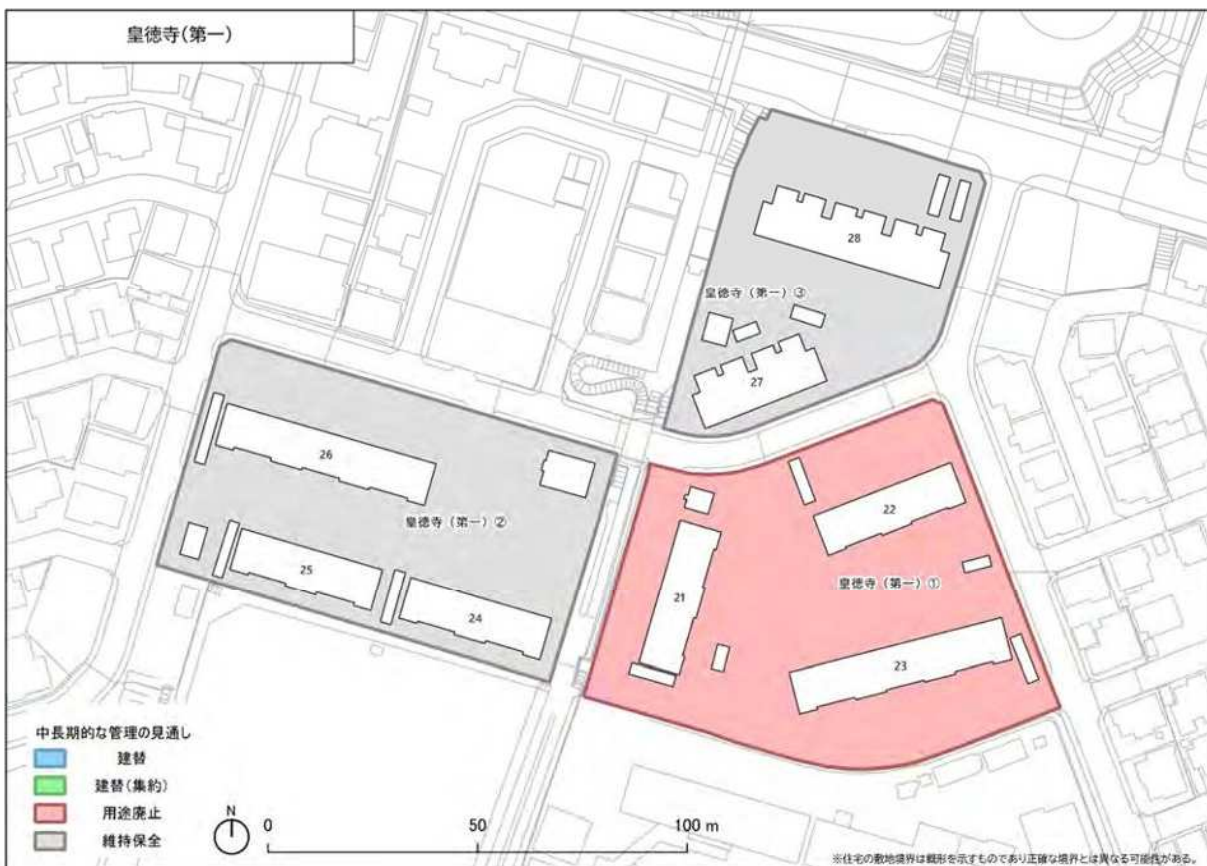 皇徳寺(第一)
28
皇徳寺(第一)③
27
26
皇徳寺(第一)②
22
25
皇徳寺(第一)①
21
24
23
中長期的な管理の見通し
建替
建替(集約)
用途廃止
維持保全
N
0 50 100 m
※住宅の敷地境界は概形を示すものであり正確な境界とは異なる可能性がある。